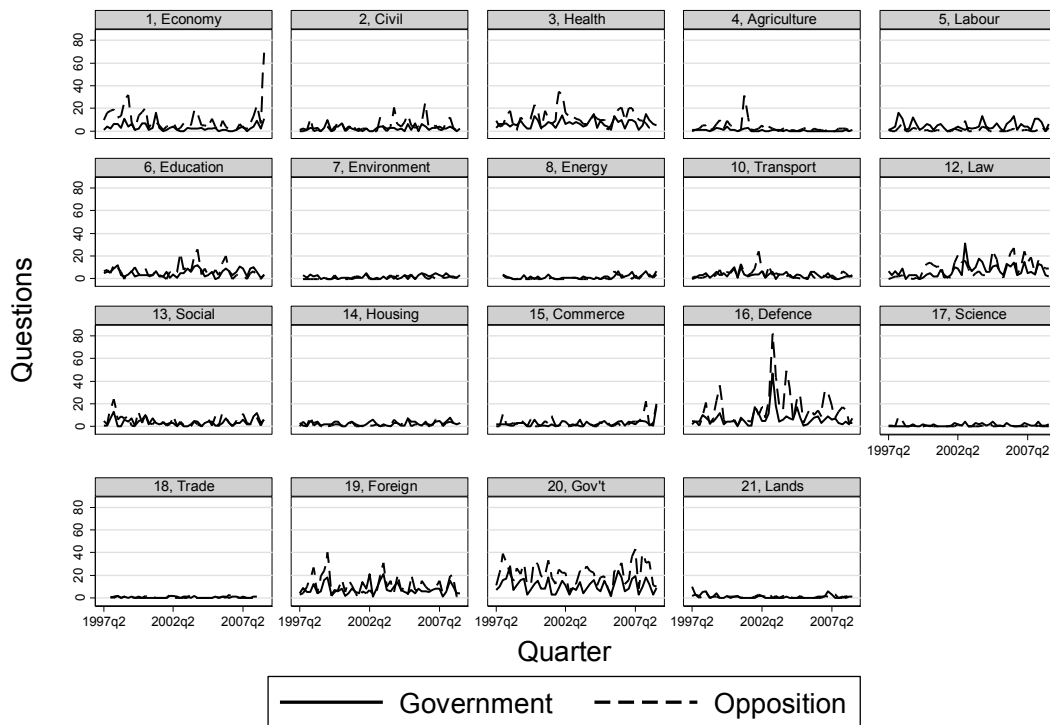 1, Economy
2, Civil
3, Health
4, Agriculture
5, Labour
0 20 40 60 80
6, Education
7, Environment
8, Energy
10, Transport
12, Law
0 20 40 60 80
13, Social
14, Housing
15, Commerce
16, Defence
17, Science
0 20 40 60 80
1997q2 2002q2 2007q2
18, Trade
19, Foreign
20, Gov't
21, Lands
0 20 40 60 80
1997q2 2002q2 2007q2 1997q2 2002q2 2007q2 1997q2 2002q2 2007q2 1997q2 2002q2 2007q2
Questions
Quarter
Government Opposition